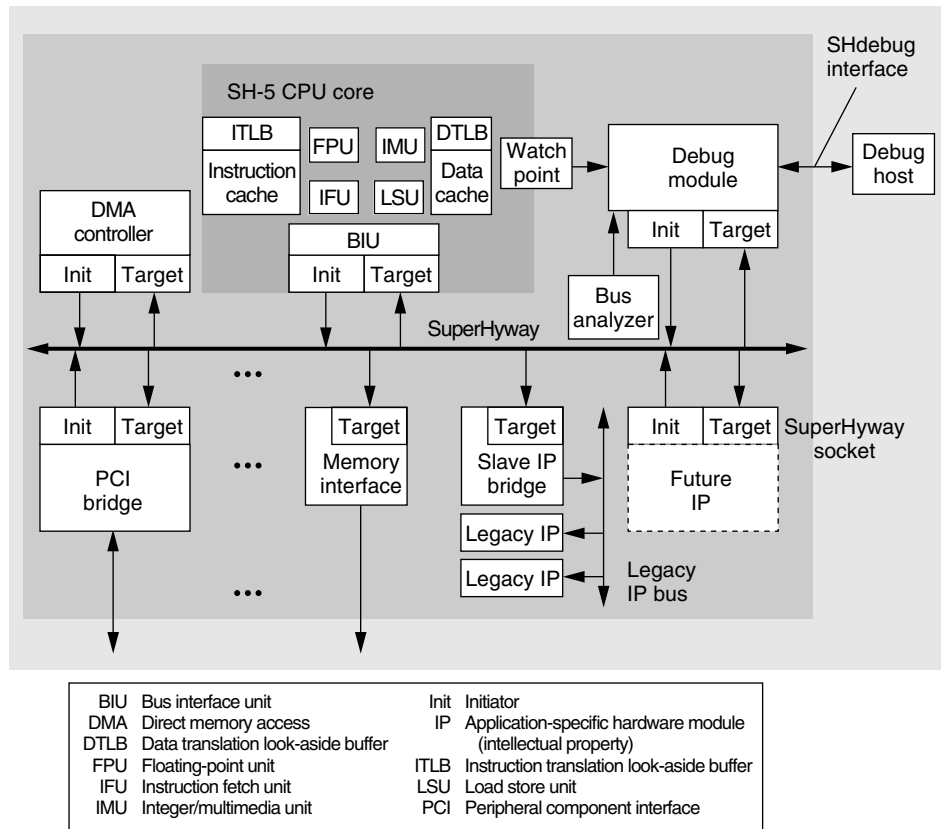 SHdebug
interface
SH-5 CPU core
ITLB
Instruction
cache
FPU
IMU
IFU
LSU
DTLB
Data
cache
BIU
Init
Target
Watch
point
Debug
module
Init
Target
Debug
host
DMA
controller
Init
Target
Bus
analyzer
SuperHyway
•••
Init
Target
PCI
bridge
•••
Target
Memory
interface
Target
Slave IP
bridge
Init
Target
Future
IP
SuperHyway
socket
Legacy IP
Legacy IP
Legacy
IP bus
•••
BIU Bus interface unit
DMA Direct memory access
DTLB Data translation look-aside buffer
FPU Floating-point unit
IFU Instruction fetch unit
IMU Integer/multimedia unit
Init Initiator
IP Application-specific hardware module
(intellectual property)
ITLB Instruction translation look-aside buffer
LSU Load store unit
PCI Peripheral component interface